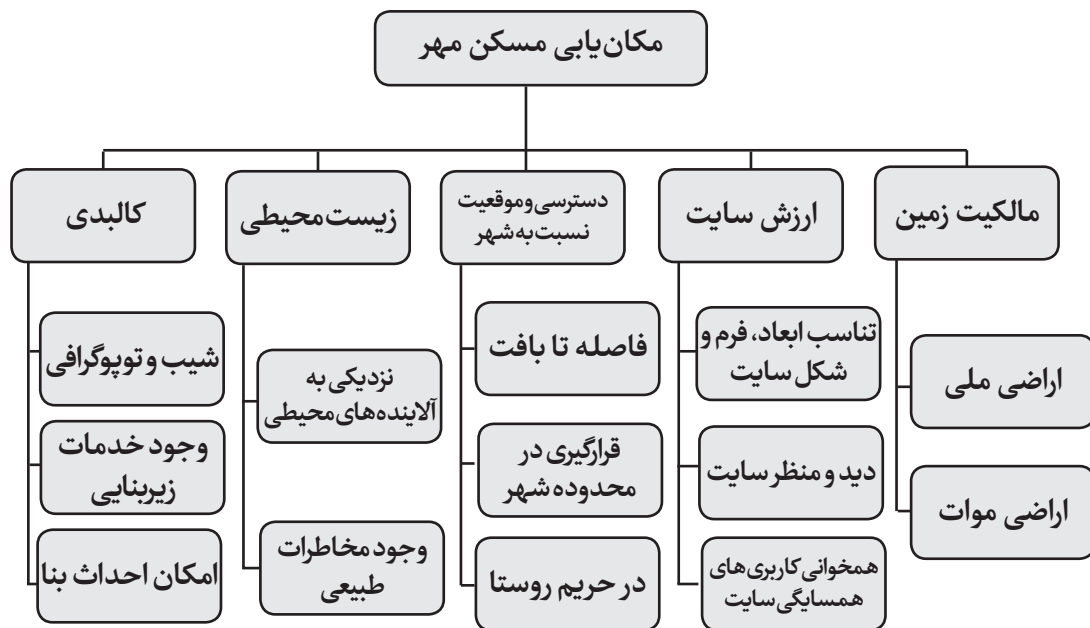 مکان‌یابی مسکن مهر
مالکیت زمین
اراضی ملی
اراضی موات
ارزش سایت
تناسب ابعاد، فرم و
شکل سایت
دید و منظر سایت
همخوانی کاربری‌های
همسایگی سایت
دسترسی و موقعیت
نسبت به شهر
فاصله تا بافت
قرارگیری در
محدوده شهر
در حریم روستا
زیست محیطی
نزدیکی به
آلاینده‌های محیطی
وجود مخاطرات
طبیعی
کالبدی
شیب و توپوگرافی
وجود خدمات
زیربنایی
امکان احداث بنا